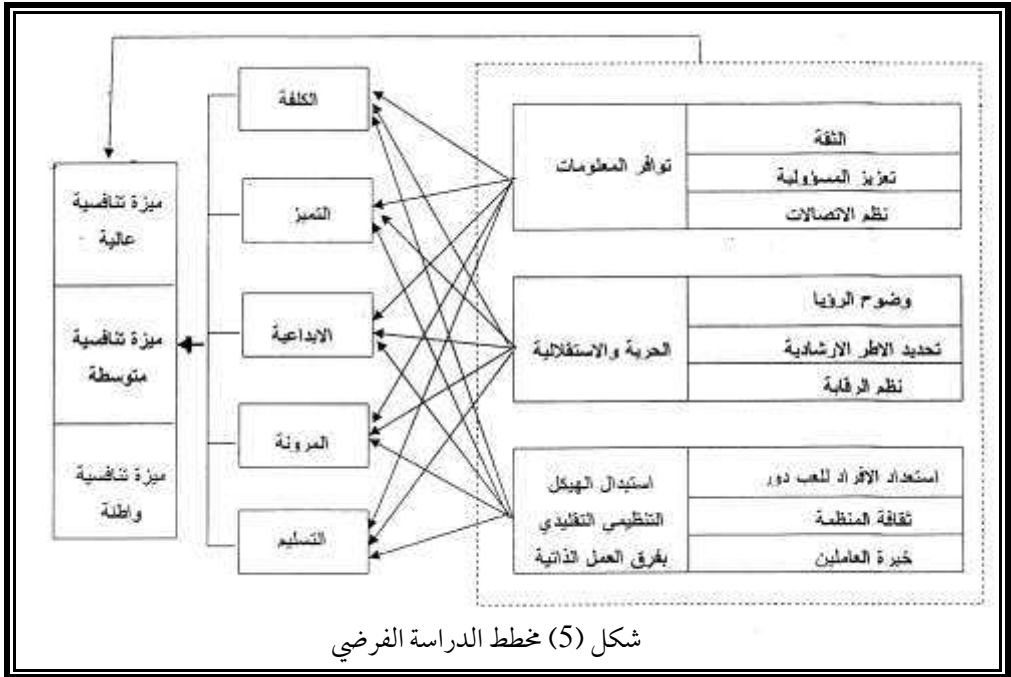 الثقة
توافر المعلومات
تعزيز المسؤولية
نظم الاتصالات
وضوح الرؤيا
الحرية والاستقلالية
تحديد الاطر الارشادية
نظم الرقابة
استعداد الافراد للعب دور
ثقافة المنظمة
خبرة العاملين
استبدال الهيكل
التنظيمي التقليدي
بفرق العمل الذاتية
الكلفة
التميز
الابداعية
المرونة
التسليم
ميزة تنافسية
عالية
ميزة تنافسية
متوسطة
ميزة تنافسية
واطئة
شكل (5) مخطط الدراسة الفرضي